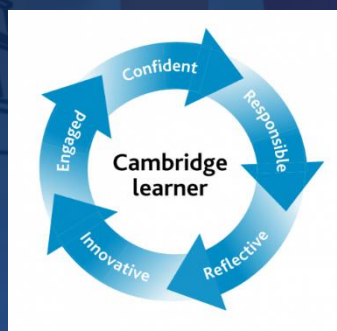 Confident
Responsible
Reflective
Innovative
Engaged
Cambridge
learner